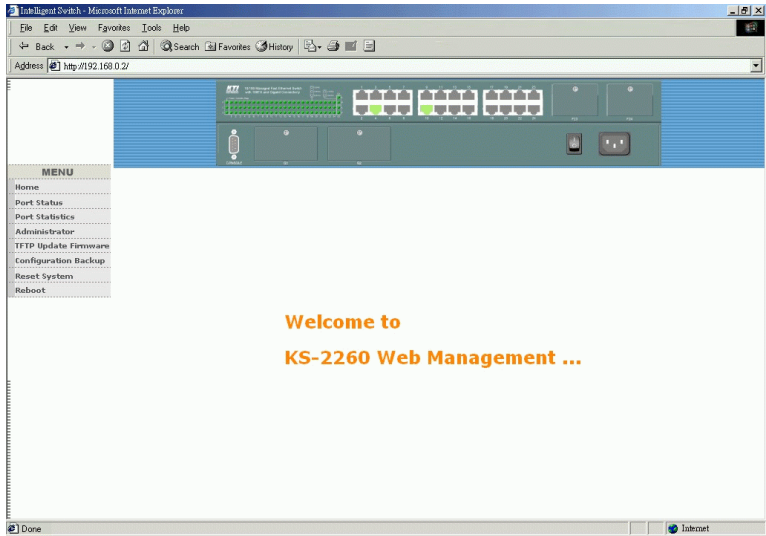 Intelligent Switch - Microsoft Internet Explorer
File Edit View Favorites Tools Help
Back Search Favorites History
Address http://192.168.0.2/
MENU
Home
Port Status
Port Statistics
Administrator
TFTP Update Firmware
Configuration Backup
Reset System
Reboot
CONSOLE
Welcome to
KS-2260 Web Management ...
Done Internet